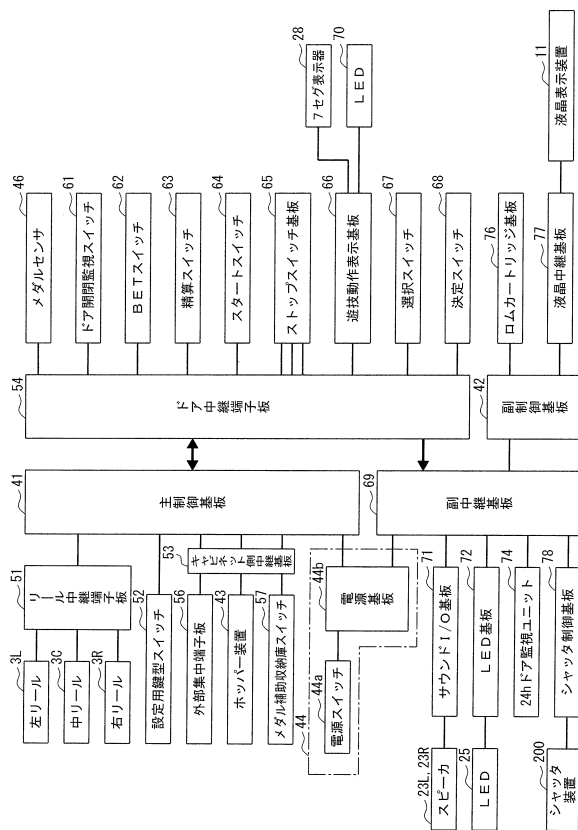 46
メダルセンサ
61
ドア開閉監視スイッチ
62
BETスイッチ
63
精算スイッチ
64
スタートスイッチ
65
ストップスイッチ基板
66
遊技動作表示基板
28
7セグ表示器
70
LED
67
選択スイッチ
68
決定スイッチ
76
ロムカートリッジ基板
77
液晶中継基板
11
液晶表示装置
54
ドア中継端子板
42
副制御基板
41
主制御基板
69
副中継基板
51
リール中継端子板
3L
左リール
3C
中リール
3R
右リール
52
設定用鍵型スイッチ
53
キャビネット側中継基板
56
外部集中端子板
43
ホッパー装置
57
メダル補助収納庫スイッチ
44
44a
電源スイッチ
44b
電源基板
71
サウンドI/O基板
23L, 23R
スピーカ
72
LED基板
25
LED
74
24hドア監視ユニット
78
シャッタ制御基板
200
シャッタ装置